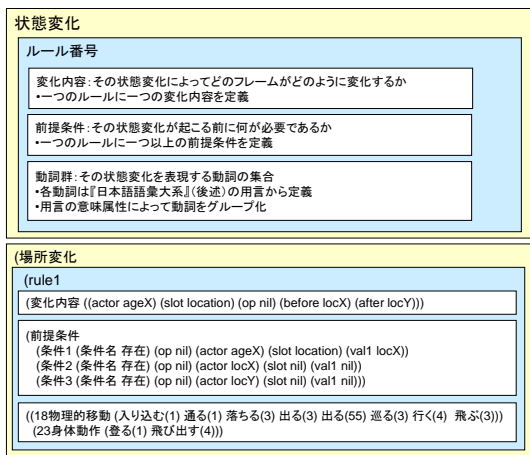 状態変化
ルール番号
変化内容：その状態変化によってどのフレームがどのように変化するか
•一つのルールに一つの変化内容を定義
前提条件：その状態変化が起こる前に何が必要であるか
•一つのルールに一つ以上の前提条件を定義
動詞群：その状態変化を表現する動詞の集合
•各動詞は『日本語語彙大系』（後述）の用言から定義
•用言の意味属性によって動詞をグループ化
(場所変化
(rule1
(変化内容 ((actor ageX) (slot location) (op nil) (before locX) (after locY)))
(前提条件
(条件1 (条件名 存在) (op nil) (actor ageX) (slot location) (val1 locX))
(条件2 (条件名 存在) (op nil) (actor locX) (slot nil) (val1 nil))
(条件3 (条件名 存在) (op nil) (actor locY) (slot nil) (val1 nil)))
((18物理的移動 (入り込む(1) 通る(1) 落ちる(3) 出る(3) 出る(55) 巡る(3) 行く(4) 飛ぶ(3)))
(23身体動作 (登る(1) 飛び出す(4)))